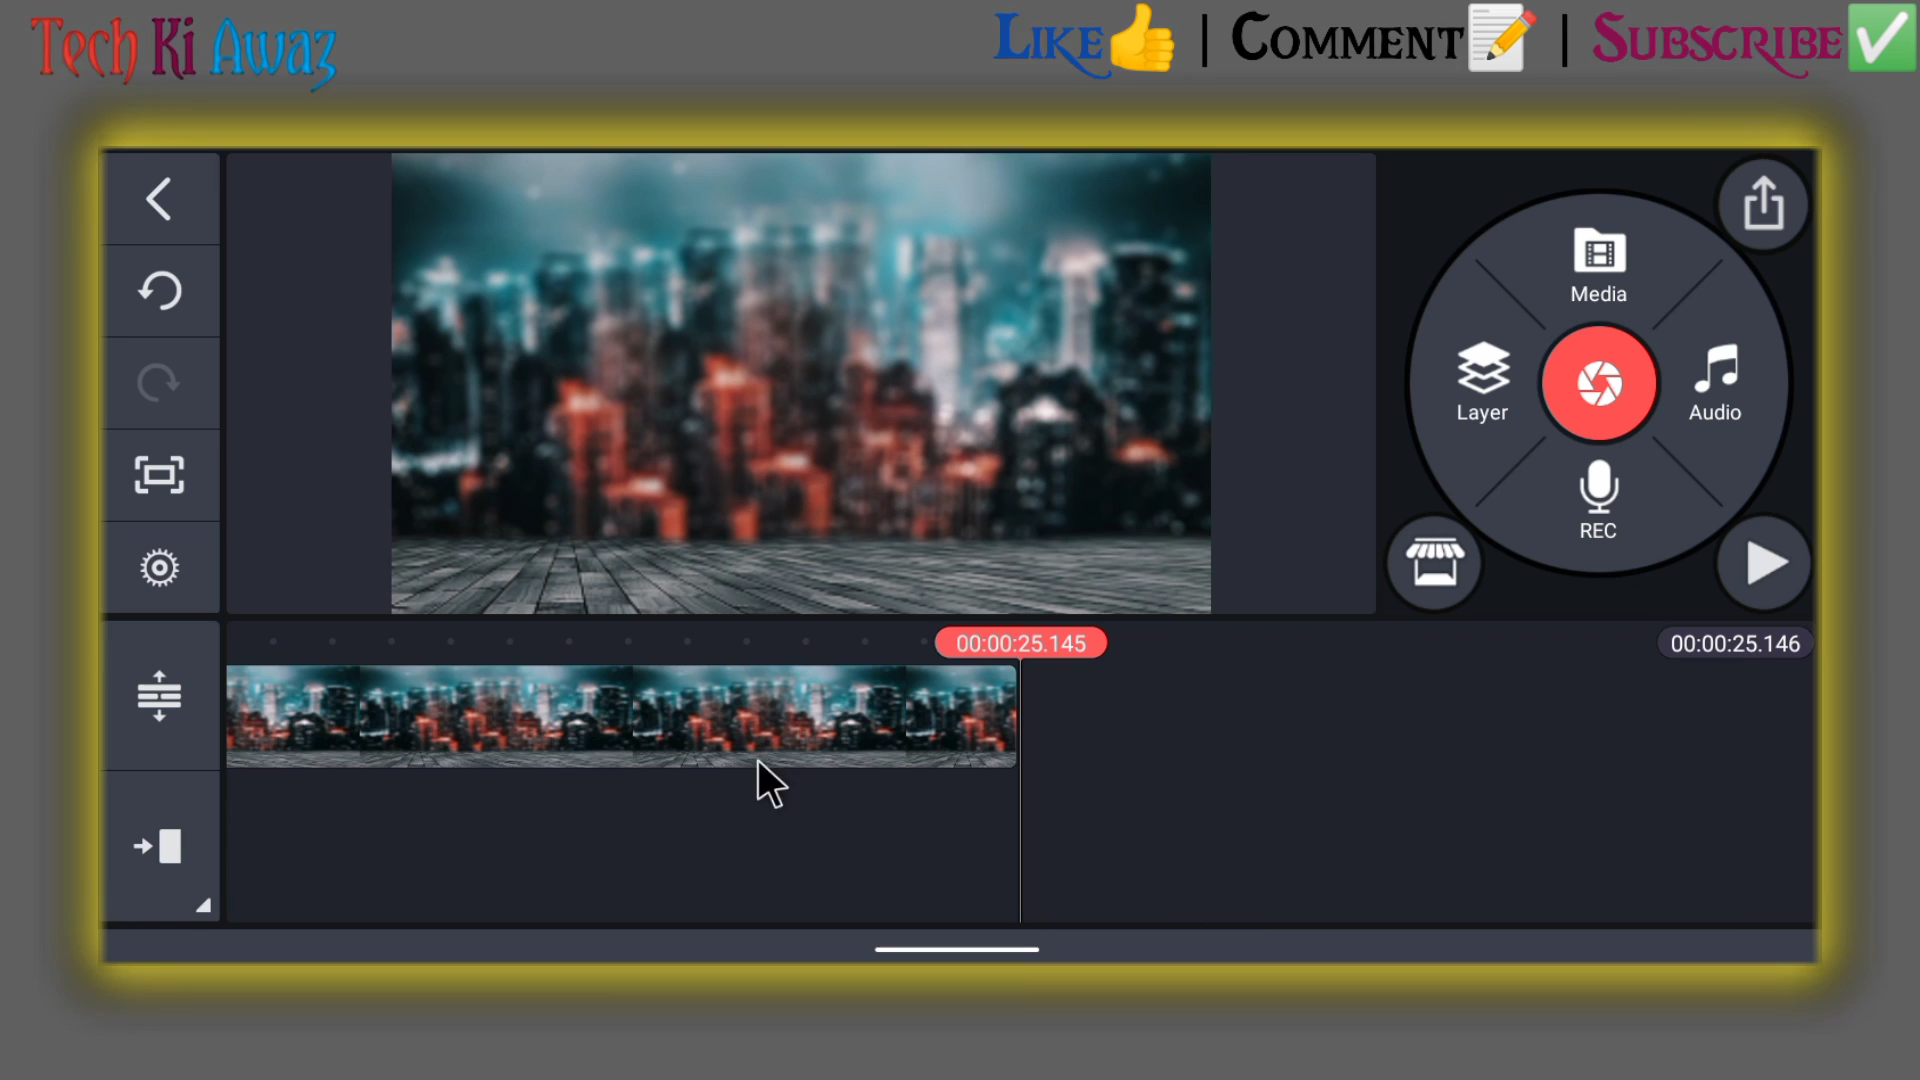 Tech Ki Awaz
Like | Comment | Subscribe
Media
Layer
Audio
REC
00:00:25.145
00:00:25.146